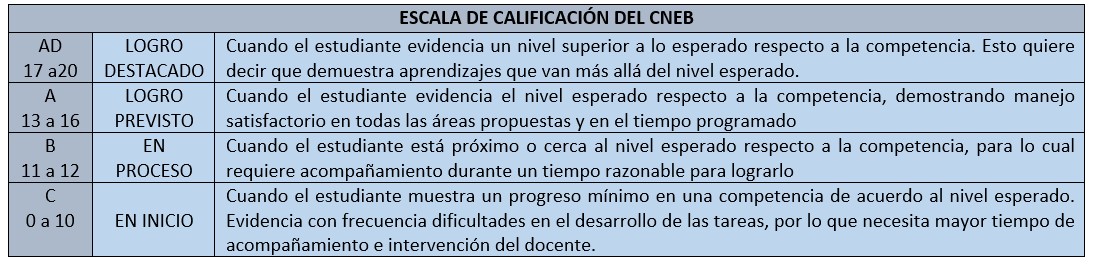 ESCALA DE CALIFICACIÓN DEL CNEB
AD
17 a20
LOGRO
DESTACADO
Cuando el estudiante evidencia un nivel superior a lo esperado respecto a la competencia. Esto quiere
decir que demuestra aprendizajes que van más allá del nivel esperado.
A
13 a 16
LOGRO
PREVISTO
Cuando el estudiante evidencia el nivel esperado respecto a la competencia, demostrando manejo
satisfactorio en todas las áreas propuestas y en el tiempo programado
B
11 a 12
EN
PROCESO
Cuando el estudiante está próximo o cerca al nivel esperado respecto a la competencia, para lo cual
requiere acompañamiento durante un tiempo razonable para lograrlo
C
0 a 10
EN INICIO
Cuando el estudiante muestra un progreso mínimo en una competencia de acuerdo al nivel esperado.
Evidencia con frecuencia dificultades en el desarrollo de las tareas, por lo que necesita mayor tiempo de
acompañamiento e intervención del docente.